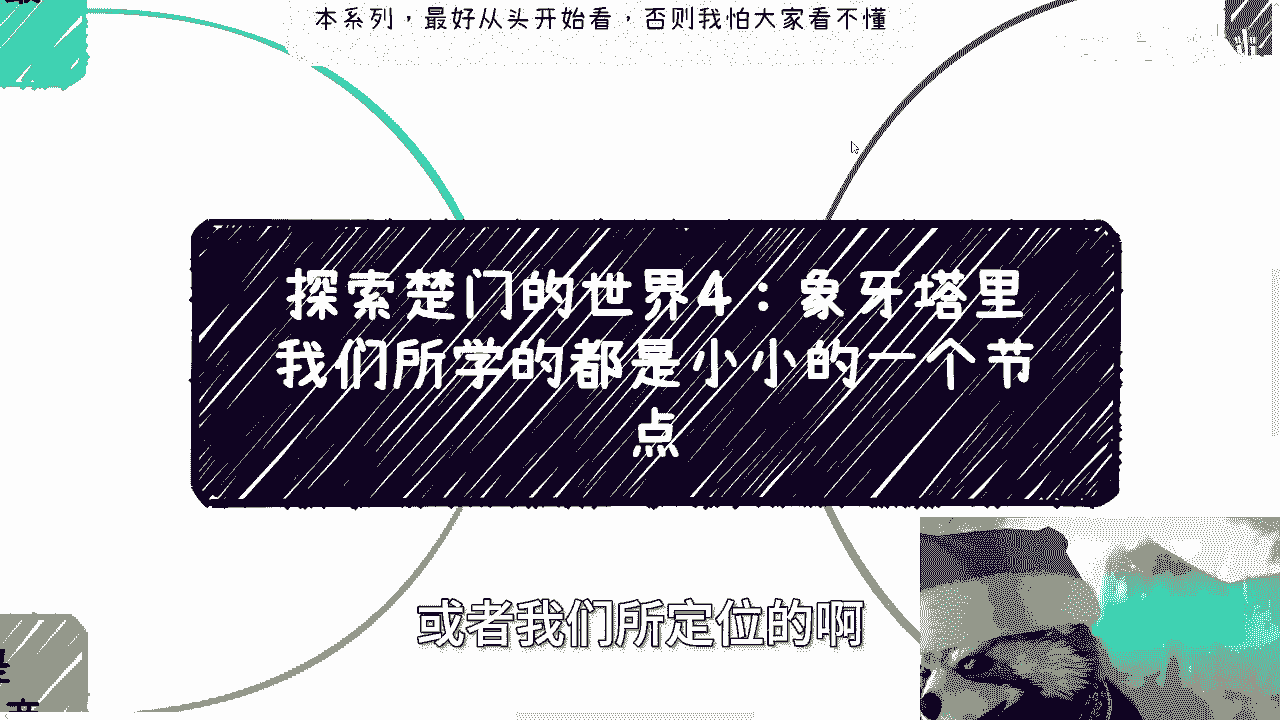 本系列，最好从头开始看，否则我怕大家看不懂
探索楚门的世界4：象牙塔里
我们所学的都是小小的一个节
点
或者我们所定位的啊